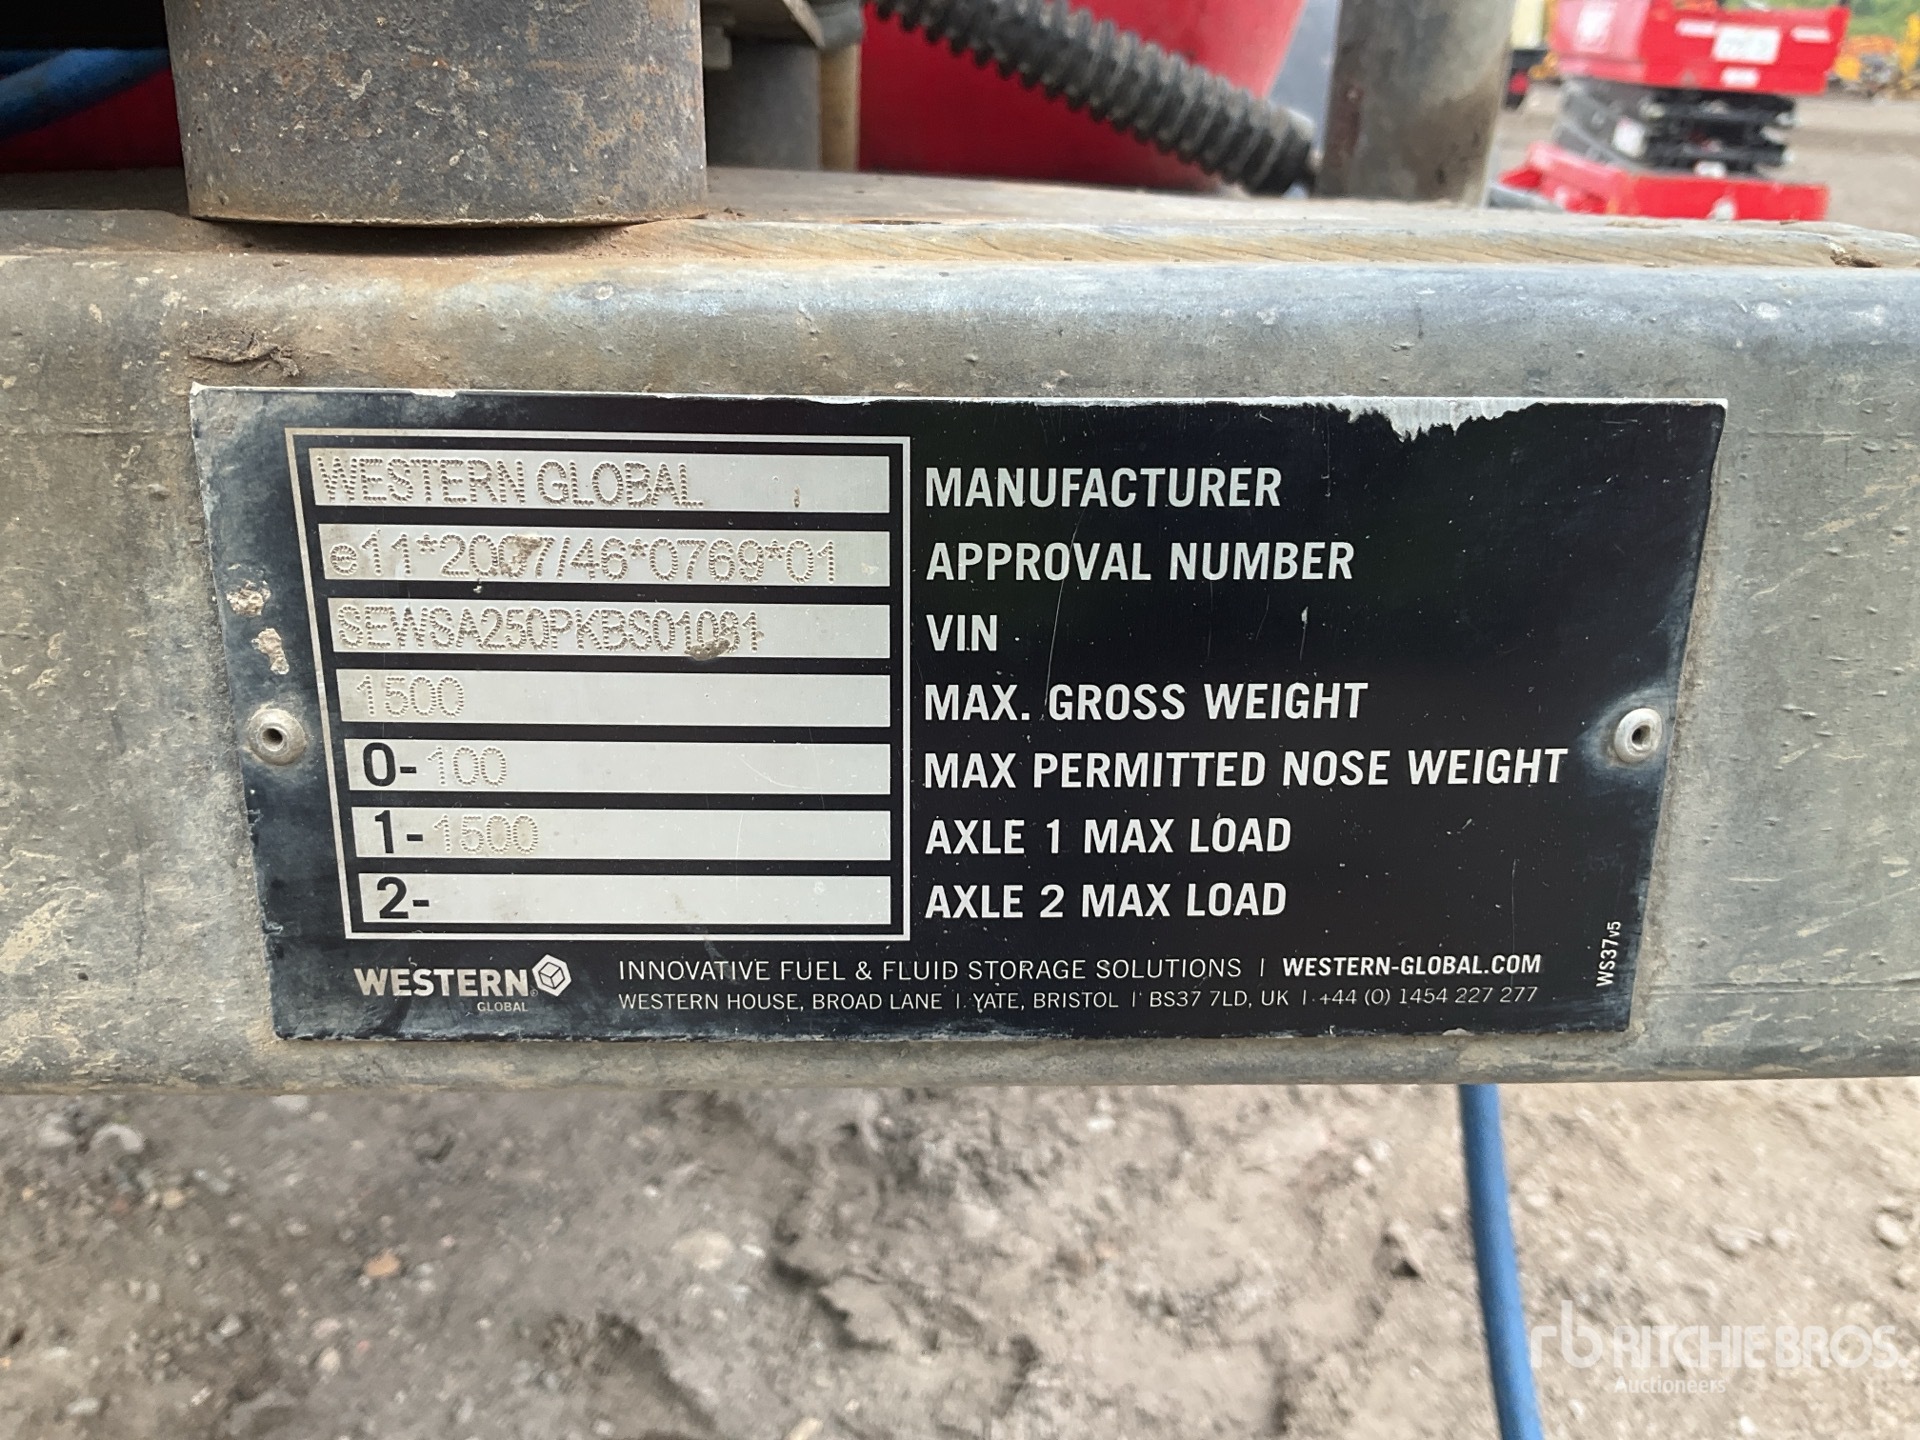 WESTERN GLOBAL MANUFACTURER
e11*2007/46*0769*01 APPROVAL NUMBER
SEWSA250PKBS01081 VIN
1500 MAX. GROSS WEIGHT
0-100 MAX PERMITTED NOSE WEIGHT
1-1500 AXLE 1 MAX LOAD
2- AXLE 2 MAX LOAD
WS37v5
WESTERN GLOBAL
INNOVATIVE FUEL & FLUID STORAGE SOLUTIONS | WESTERN-GLOBAL.COM
WESTERN HOUSE, BROAD LANE | YATE, BRISTOL | BS37 7LD, UK | +44 (0) 1454 227 277
rb RITCHIE BROS.
Auctioneers